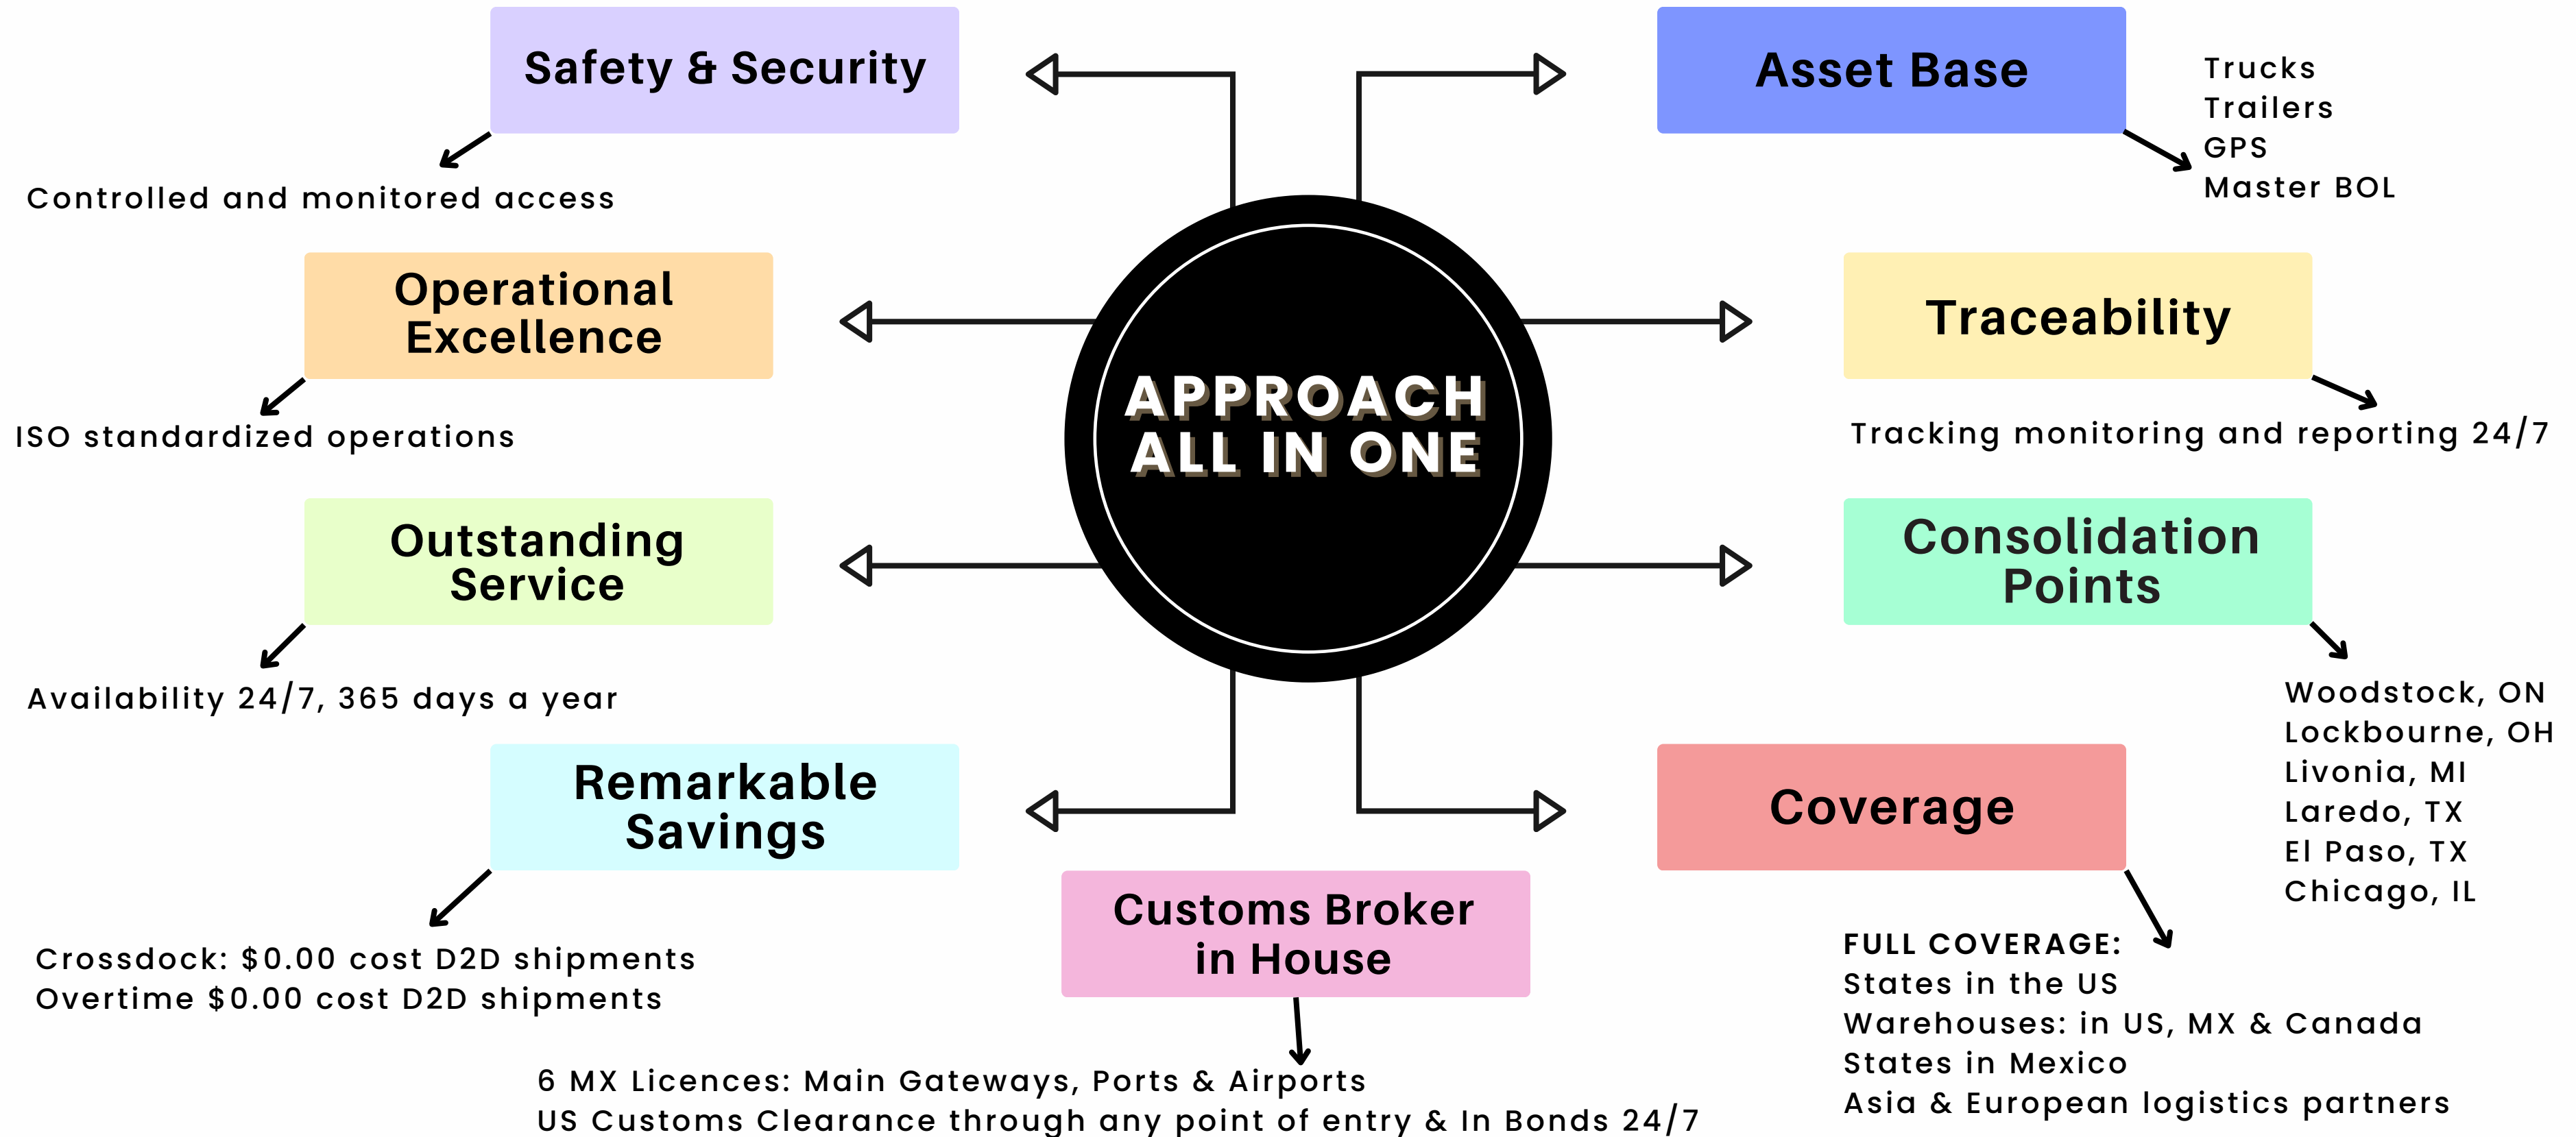 Safety & Security
Controlled and monitored access
Operational
Excellence
ISO standardized operations
Outstanding
Service
Availability 24/7, 365 days a year
Remarkable
Savings
Crossdock: $0.00 cost D2D shipments
Overtime $0.00 cost D2D shipments
APPROACH
ALL IN ONE
Customs Broker
in House
6 MX Licences: Main Gateways, Ports & Airports
US Customs Clearance through any point of entry & In Bonds 24/7
Asset Base
Trucks
Trailers
GPS
Master BOL
Traceability
Tracking monitoring and reporting 24/7
Consolidation
Points
Woodstock, ON
Lockbourne, OH
Livonia, MI
Laredo, TX
El Paso, TX
Chicago, IL
Coverage
FULL COVERAGE:
States in the US
Warehouses: in US, MX & Canada
States in Mexico
Asia & European logistics partners